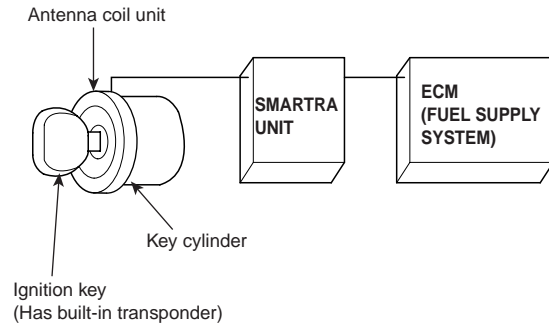 Antenna coil unit
SMARTRA
UNIT
ECM
(FUEL SUPPLY
SYSTEM)
Key cylinder
Ignition key
(Has built-in transponder)